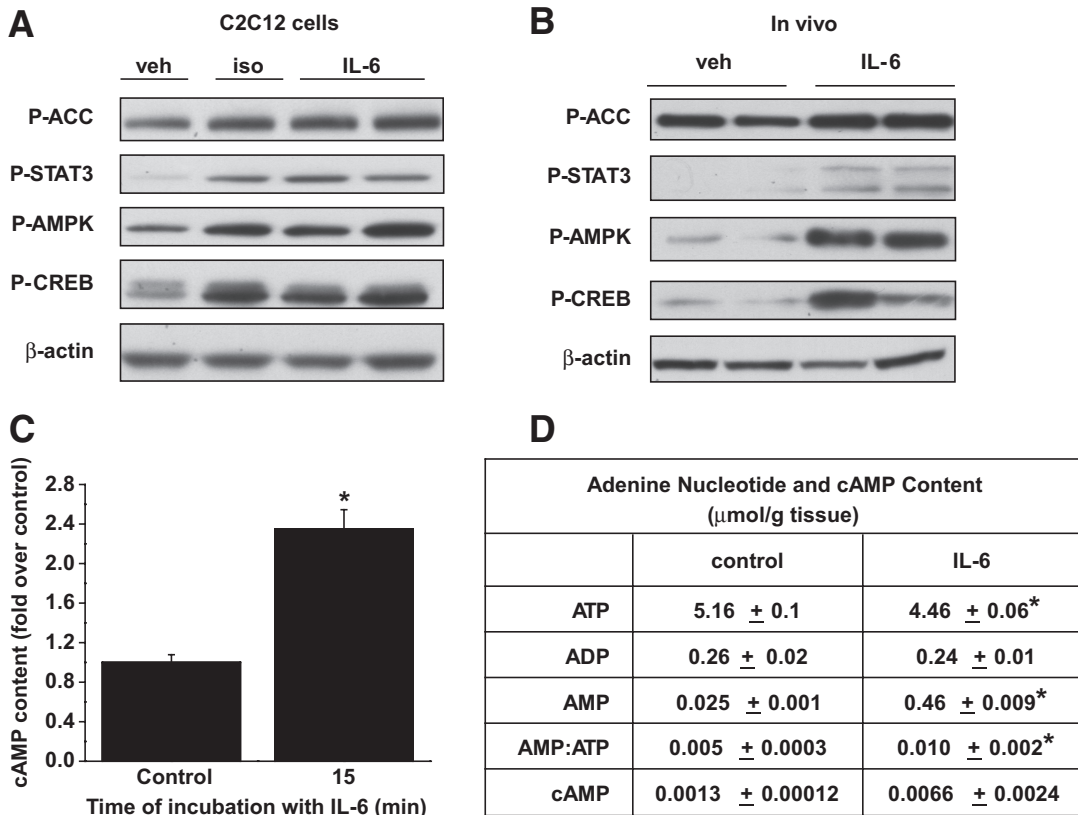 A
C2C12 cells
veh iso IL-6
P-ACC
P-STAT3
P-AMPK
P-CREB
β-actin
B
In vivo
veh IL-6
P-ACC
P-STAT3
P-AMPK
P-CREB
β-actin
C
cAMP content (fold over control)
2.8
2.4
2.0
1.6
1.2
0.8
0.4
0.0
*
Control 15
Time of incubation with IL-6 (min)
D
Adenine Nucleotide and cAMP Content
(μmol/g tissue)
control IL-6
ATP 5.16 ± 0.1 4.46 ± 0.06*
ADP 0.26 ± 0.02 0.24 ± 0.01
AMP 0.025 ± 0.001 0.46 ± 0.009*
AMP:ATP 0.005 ± 0.0003 0.010 ± 0.002*
cAMP 0.0013 ± 0.00012 0.0066 ± 0.0024